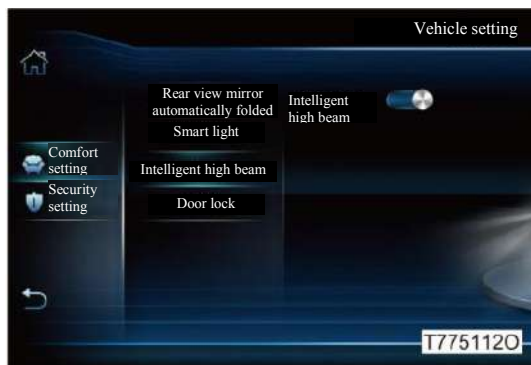 Vehicle setting
Rear view mirror
automatically folded
Smart light
Intelligent
high beam
Comfort
setting
Intelligent high beam
Security
setting
Door lock
T775112O